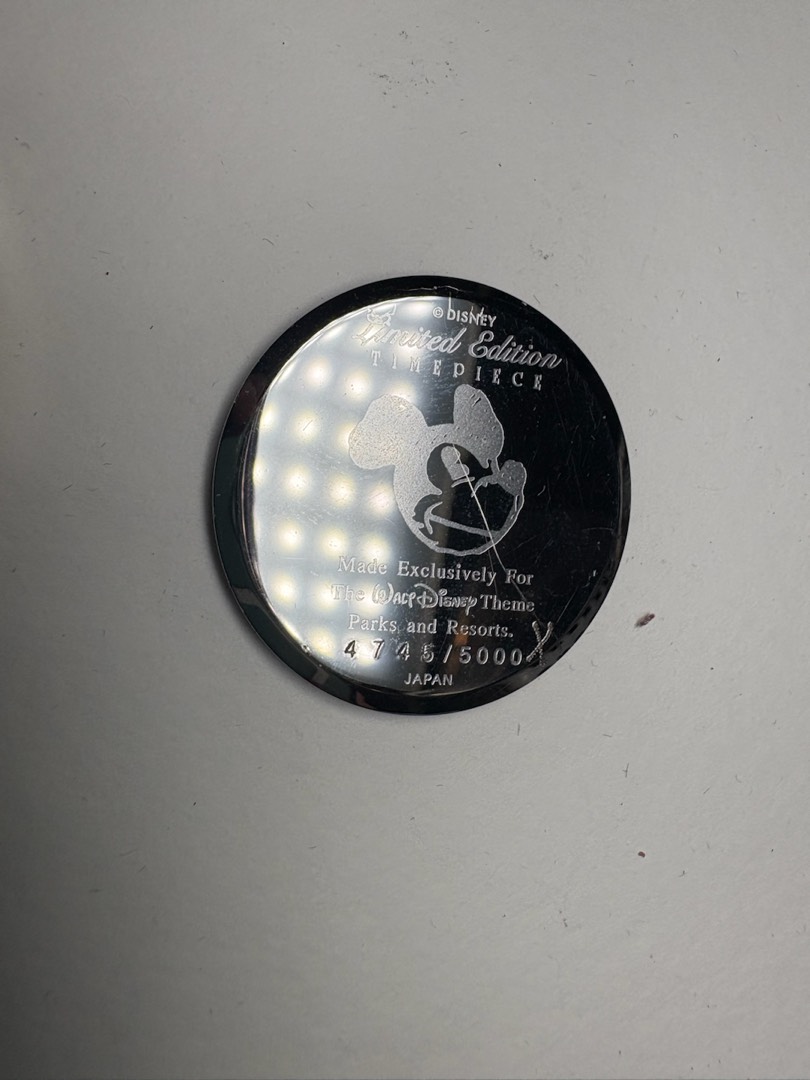 © DISNEY
Limited Edition
TIMEPIECE
Made Exclusively For
The Walt Disney Theme
Parks and Resorts.
4745/5000
JAPAN